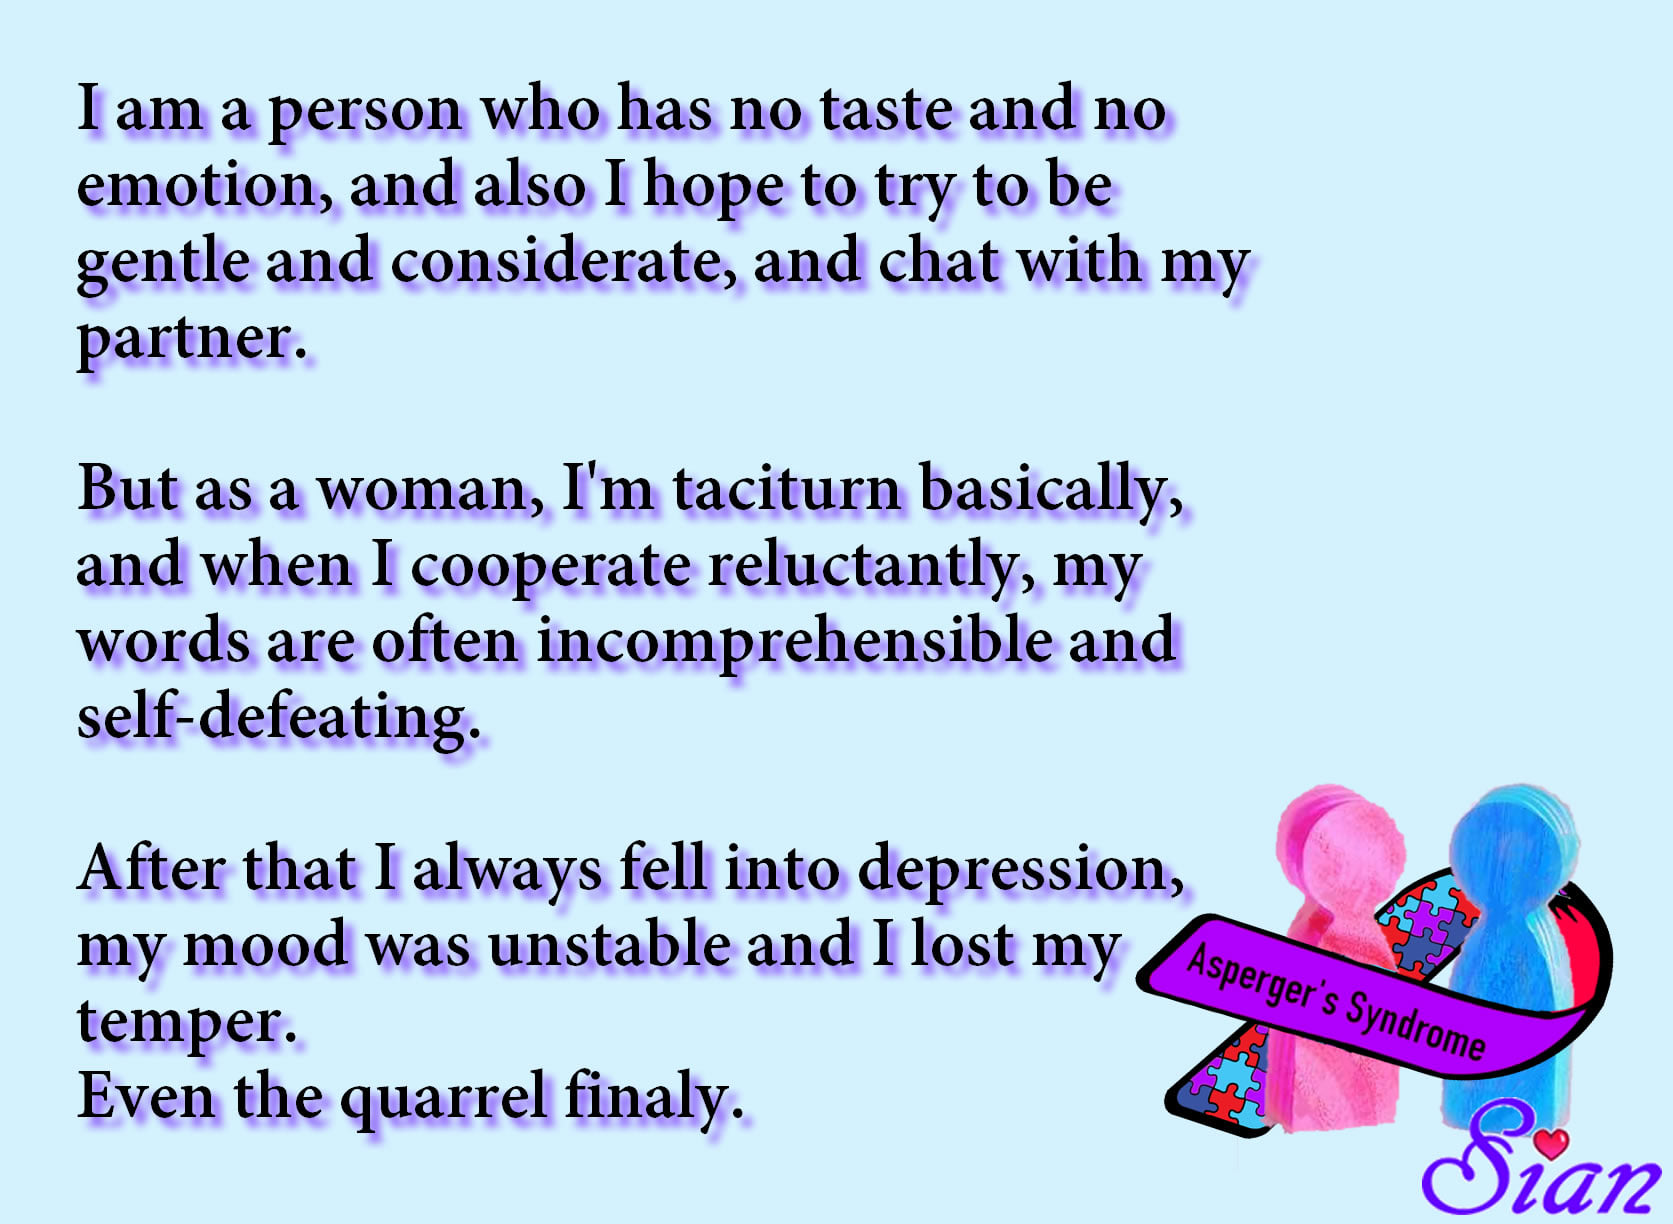 I am a person who has no taste and no
emotion, and also I hope to try to be
gentle and considerate, and chat with my
partner.
But as a woman, I'm taciturn basically,
and when I cooperate reluctantly, my
words are often incomprehensible and
self-defeating.
After that I always fell into depression,
my mood was unstable and I lost my
temper.
Even the quarrel finaly.
Asperger's Syndrome
Sian